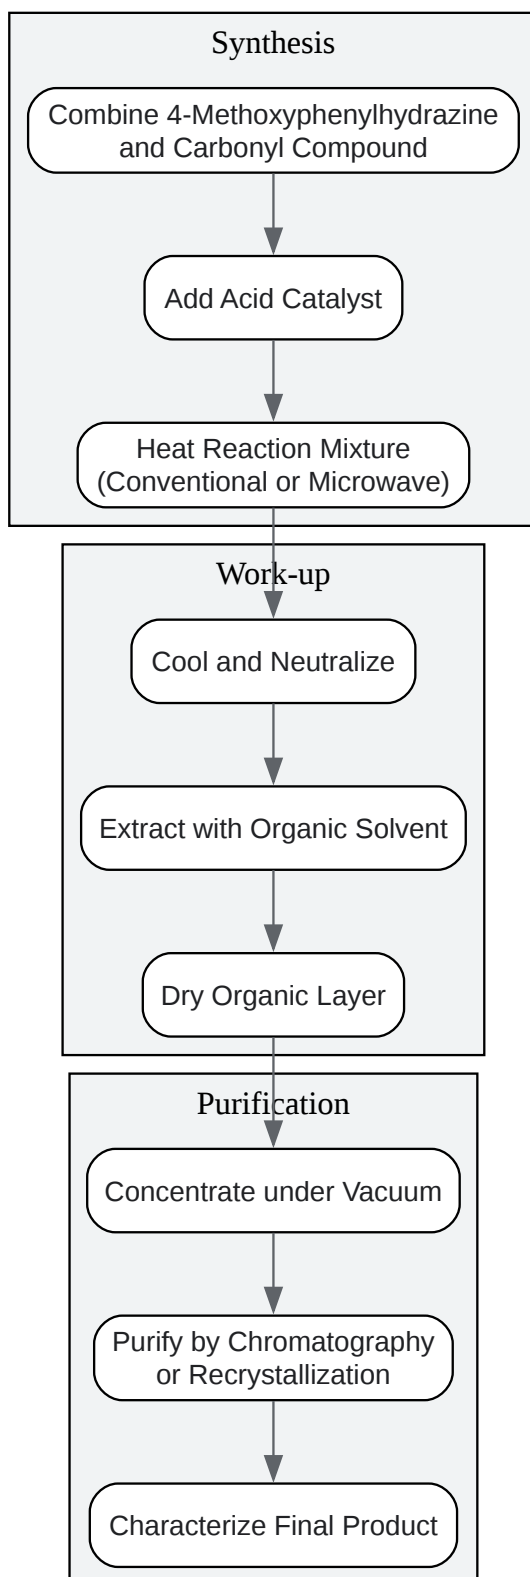 Synthesis
Combine 4-Methoxyphenylhydrazine
and Carbonyl Compound
Add Acid Catalyst
Heat Reaction Mixture
(Conventional or Microwave)
Work-up
Cool and Neutralize
Extract with Organic Solvent
Dry Organic Layer
Purification
Concentrate under Vacuum
Purify by Chromatography
or Recrystallization
Characterize Final Product